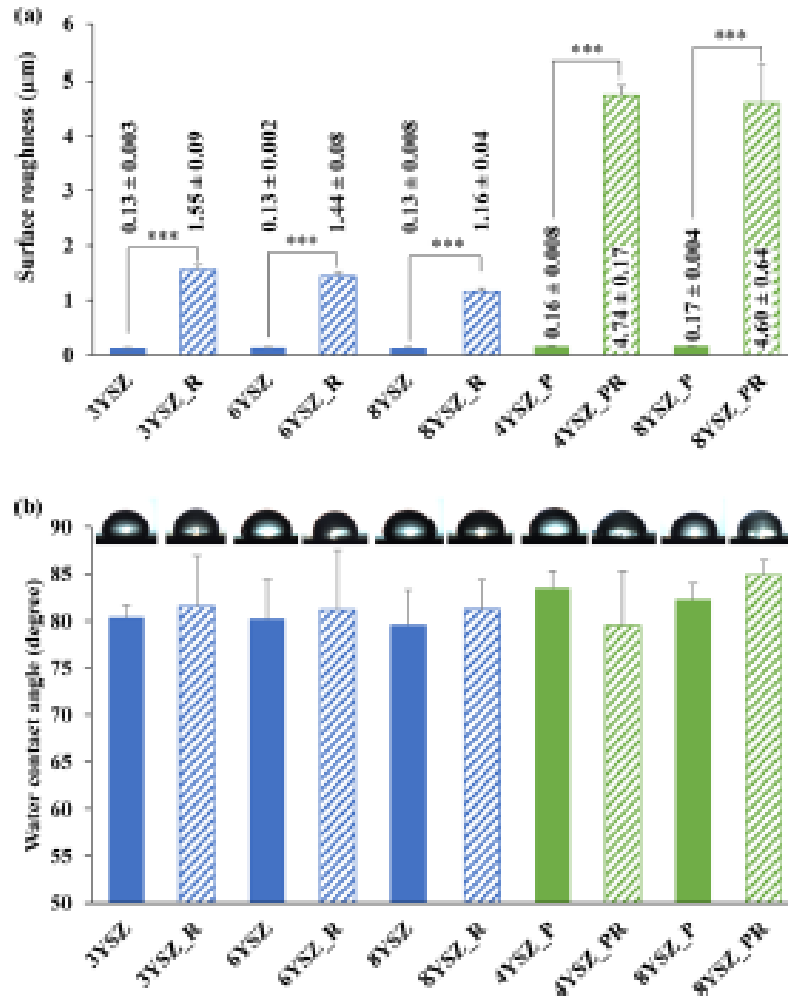 (a)
Surface roughness (µm)
6
5
4
3
2
1
0
0.13 ± 0.003
1.55 ± 0.09
0.13 ± 0.002
1.44 ± 0.08
0.13 ± 0.008
1.16 ± 0.04
0.16 ± 0.008
4.74 ± 0.17
0.17 ± 0.004
4.60 ± 0.64
***
***
***
***
***
3YSZ
3YSZ_R
6YSZ
6YSZ_R
8YSZ
8YSZ_R
4YSZ_P
4YSZ_PR
8YSZ_P
8YSZ_PR
(b)
Water contact angle (degree)
90
85
80
75
70
65
60
55
50
3YSZ
3YSZ_R
6YSZ
6YSZ_R
8YSZ
8YSZ_R
4YSZ_P
4YSZ_PR
8YSZ_P
8YSZ_PR